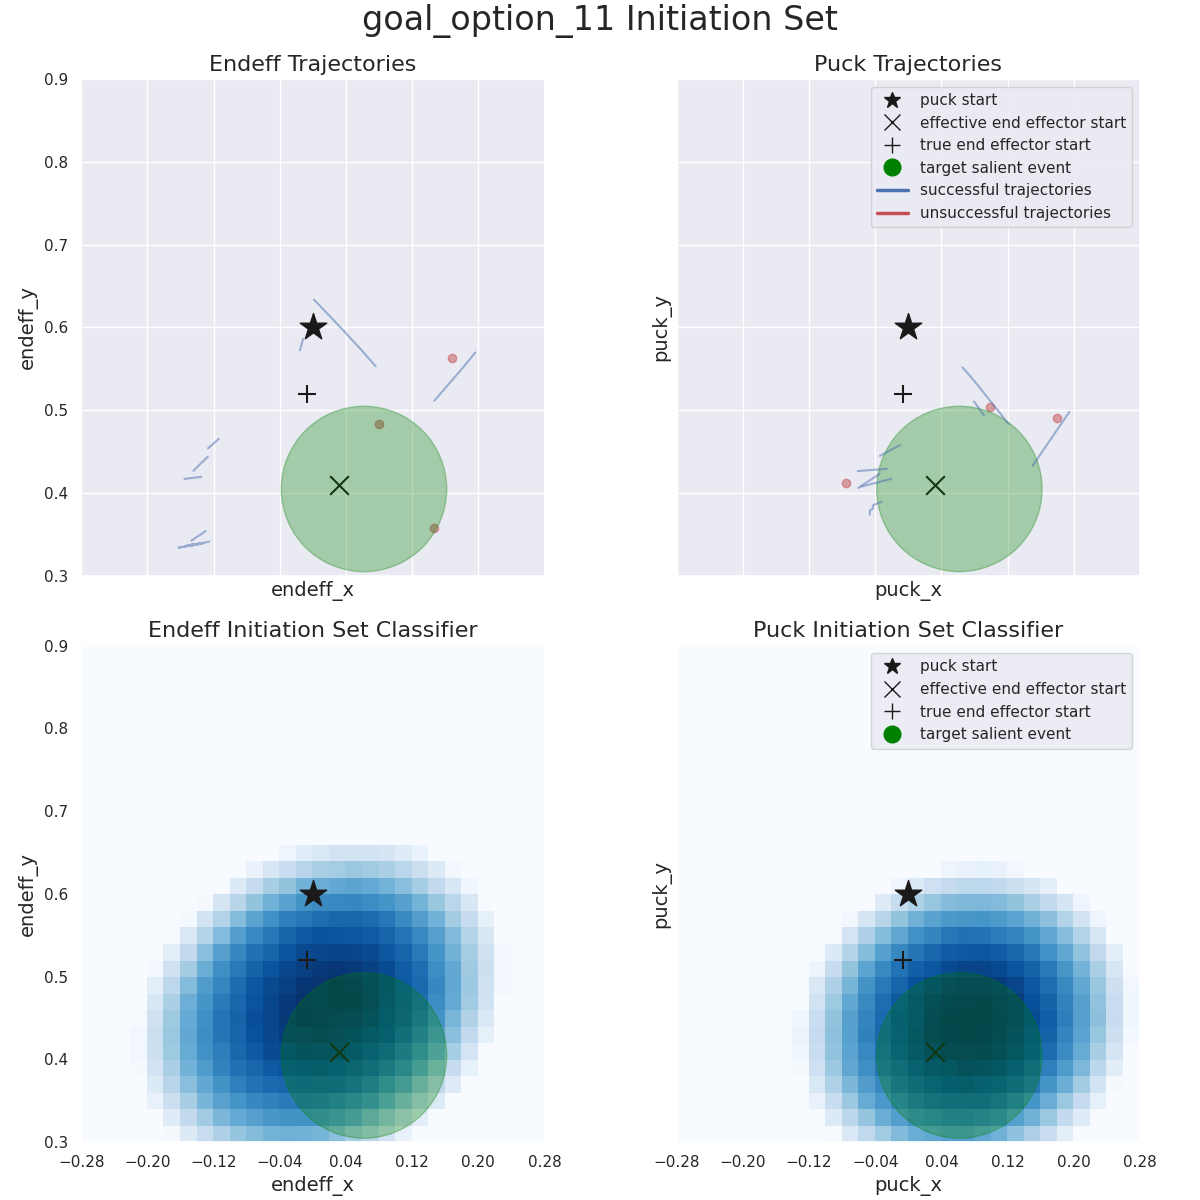 goal_option_11 Initiation Set
Endeff Trajectories
0.9
0.8
0.7
0.6
0.5
0.4
0.3
endeff_y
endeff_x
Puck Trajectories
puck start
effective end effector start
true end effector start
target salient event
successful trajectories
unsuccessful trajectories
puck_y
puck_x
Endeff Initiation Set Classifier
0.9
0.8
0.7
0.6
0.5
0.4
0.3
endeff_y
−0.28 −0.20 −0.12 −0.04 0.04 0.12 0.20 0.28
endeff_x
Puck Initiation Set Classifier
puck start
effective end effector start
true end effector start
target salient event
puck_y
−0.28 −0.20 −0.12 −0.04 0.04 0.12 0.20 0.28
puck_x